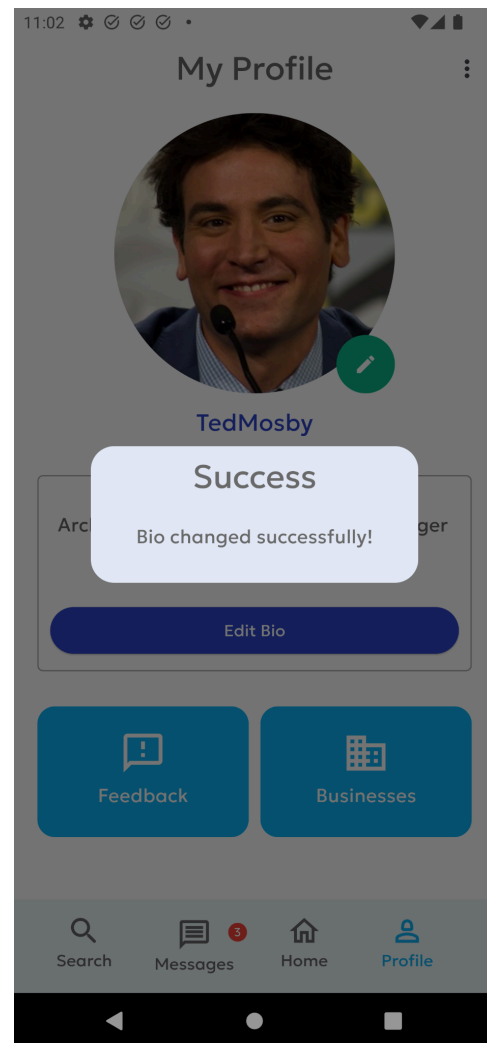 11:02
My Profile
TedMosby
Success
Bio changed successfully!
Edit Bio
Feedback
Businesses
3
Search
Messages
Home
Profile